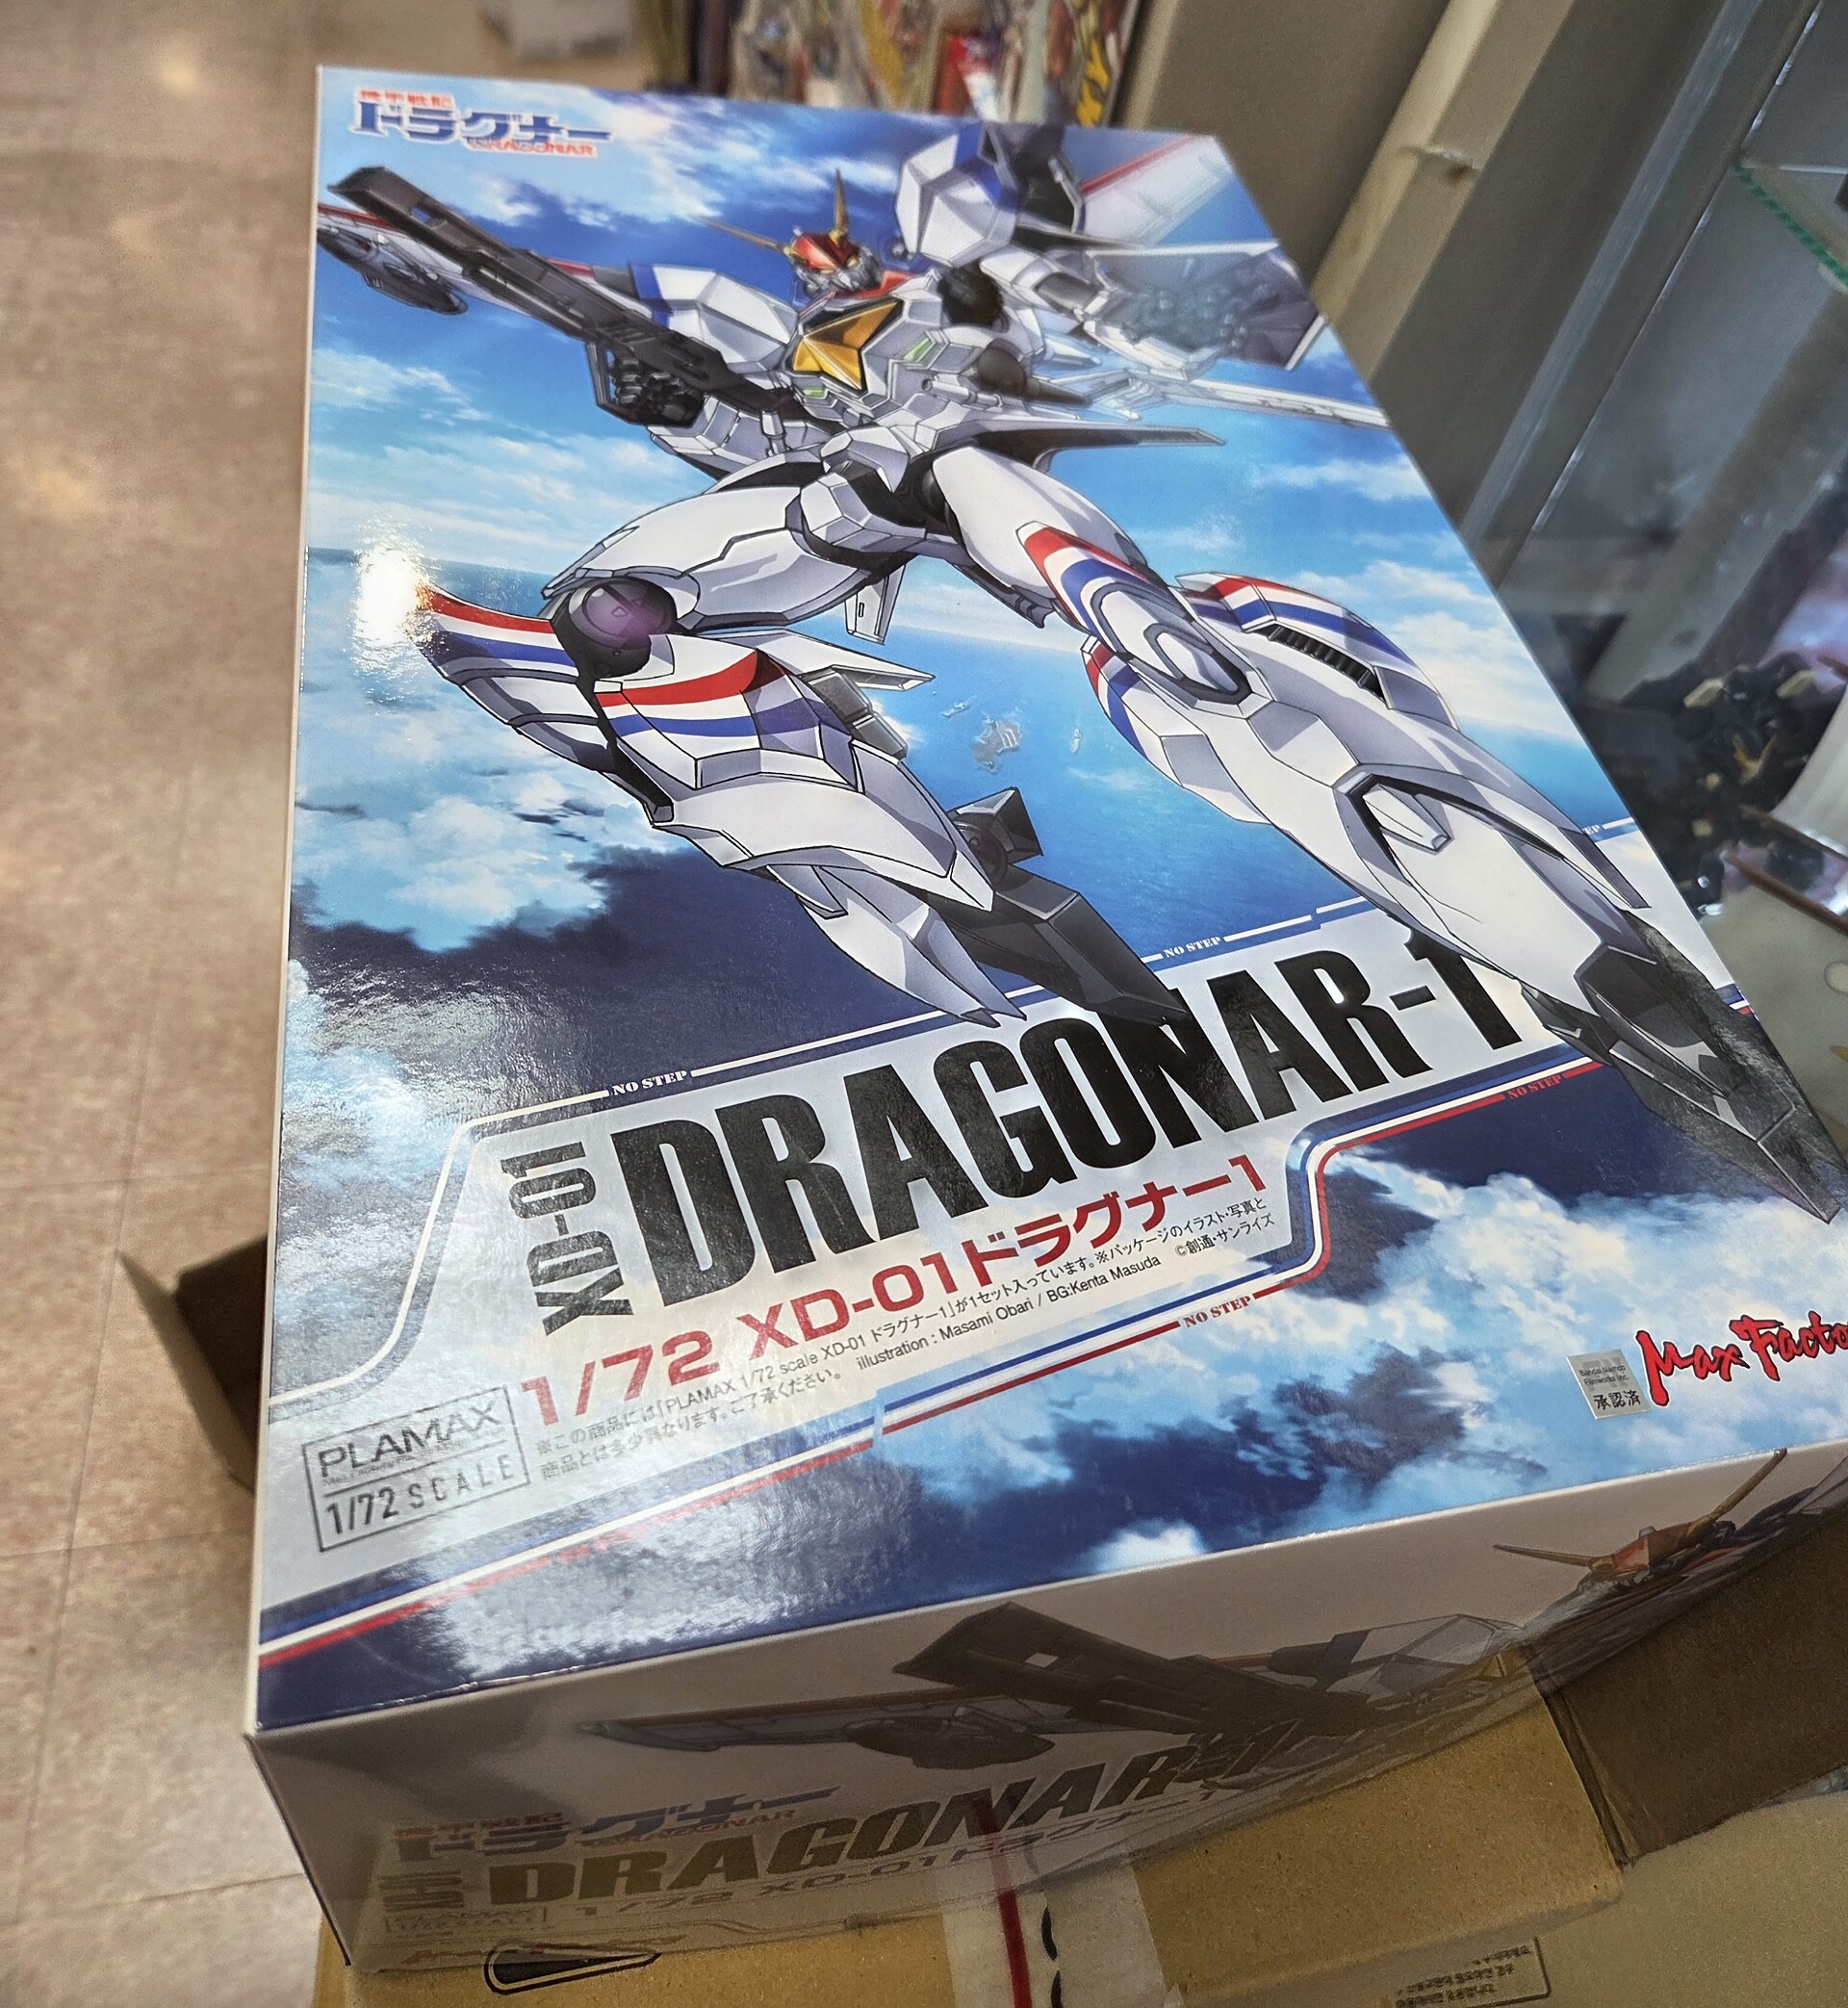 機甲戦記
ドラグナー
DRAGONAR
NO STEP
NO STEP
XD-01
DRAGONAR-1
NO STEP
1/72 XD-01ドラグナー1
※この商品には「PLAMAX 1/72 scale XD-01 ドラグナー1」が1セット入っています。※パッケージのイラスト・写真と
商品とは多少異なります。ご了承ください。 illustration : Masami Obari / BG:Kenta Masuda ©創通・サンライズ
NO STEP
PLAMAX
1/72 SCALE
Bandai Namco
Filmworks Inc.
承認済
Max Facto
機甲戦記
ドラグナー
DRAGONAR
DRAGONAR-1
1/72 XD-01ドラグナー1